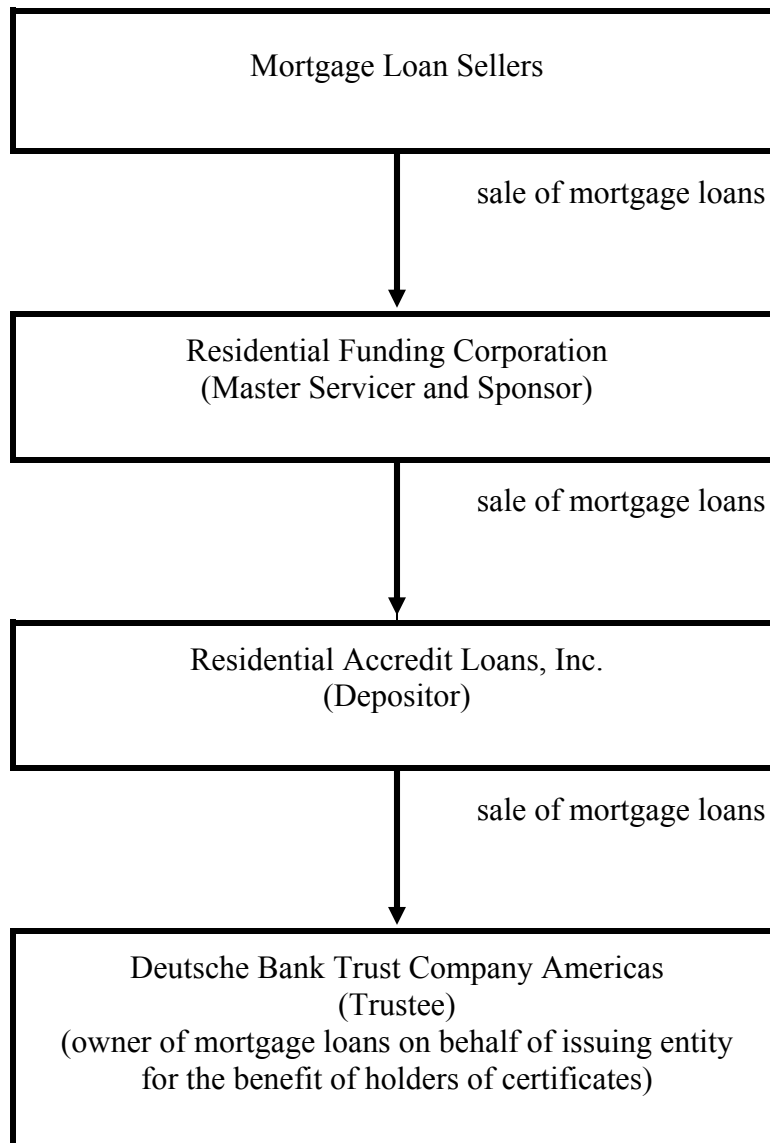 Mortgage Loan Sellers
sale of mortgage loans
Residential Funding Corporation
(Master Servicer and Sponsor)
sale of mortgage loans
Residential Accredit Loans, Inc.
(Depositor)
sale of mortgage loans
Deutsche Bank Trust Company Americas
(Trustee)
(owner of mortgage loans on behalf of issuing entity
for the benefit of holders of certificates)